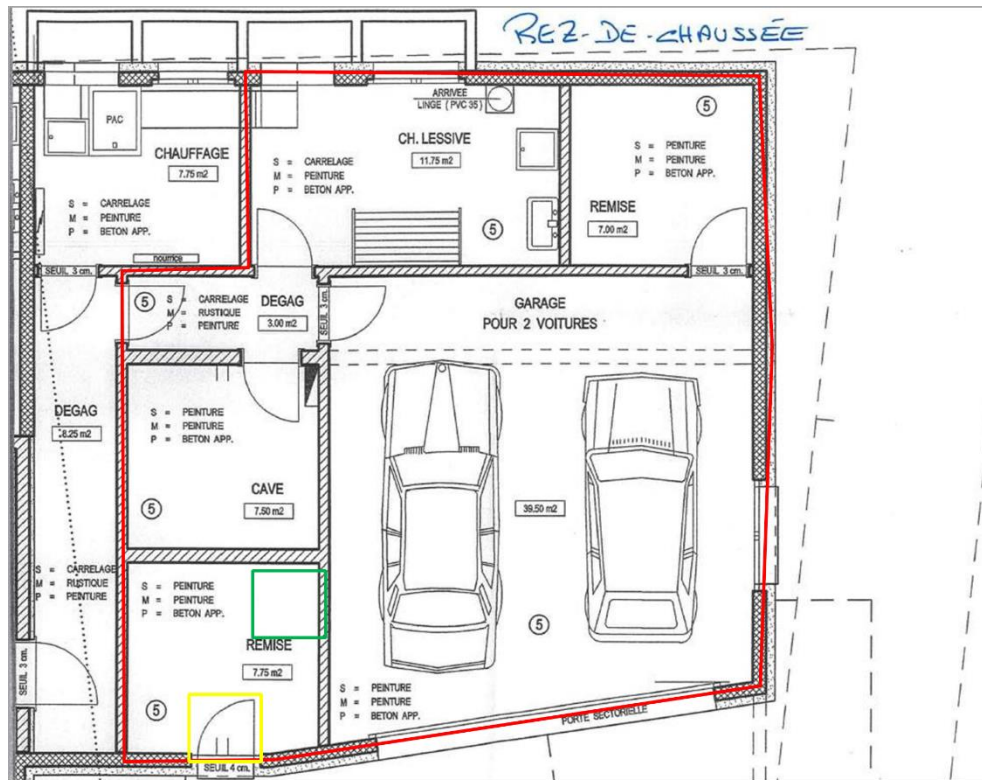 REZ-DE-CHAUSSÉE
ARRIVEE
LINGE ( PVC 35 )
PAC
CHAUFFAGE
7.75 m2
S = CARRELAGE
M = PEINTURE
P = BETON APP.
nourrice
CH. LESSIVE
11.75 m2
S = CARRELAGE
M = PEINTURE
P = BETON APP.
5
5
S = PEINTURE
M = PEINTURE
P = BETON APP.
REMISE
7.00 m2
SEUIL 3 cm.
SEUIL 3 cm.
5
S = CARRELAGE
M = RUSTIQUE
P = PEINTURE
DEGAG
3.00 m2
SEUIL 3 cm.
GARAGE
POUR 2 VOITURES
DEGAG
8.25 m2
S = PEINTURE
M = PEINTURE
P = BETON APP.
CAVE
7.50 m2
5
39.50 m2
S = CARRELAGE
M = RUSTIQUE
P = PEINTURE
S = PEINTURE
M = PEINTURE
P = BETON APP.
REMISE
7.75 m2
5
5
SEUIL 3 cm.
S = PEINTURE
M = PEINTURE
P = BETON APP.
PORTE SECTORIELLE
SEUIL 4 cm.